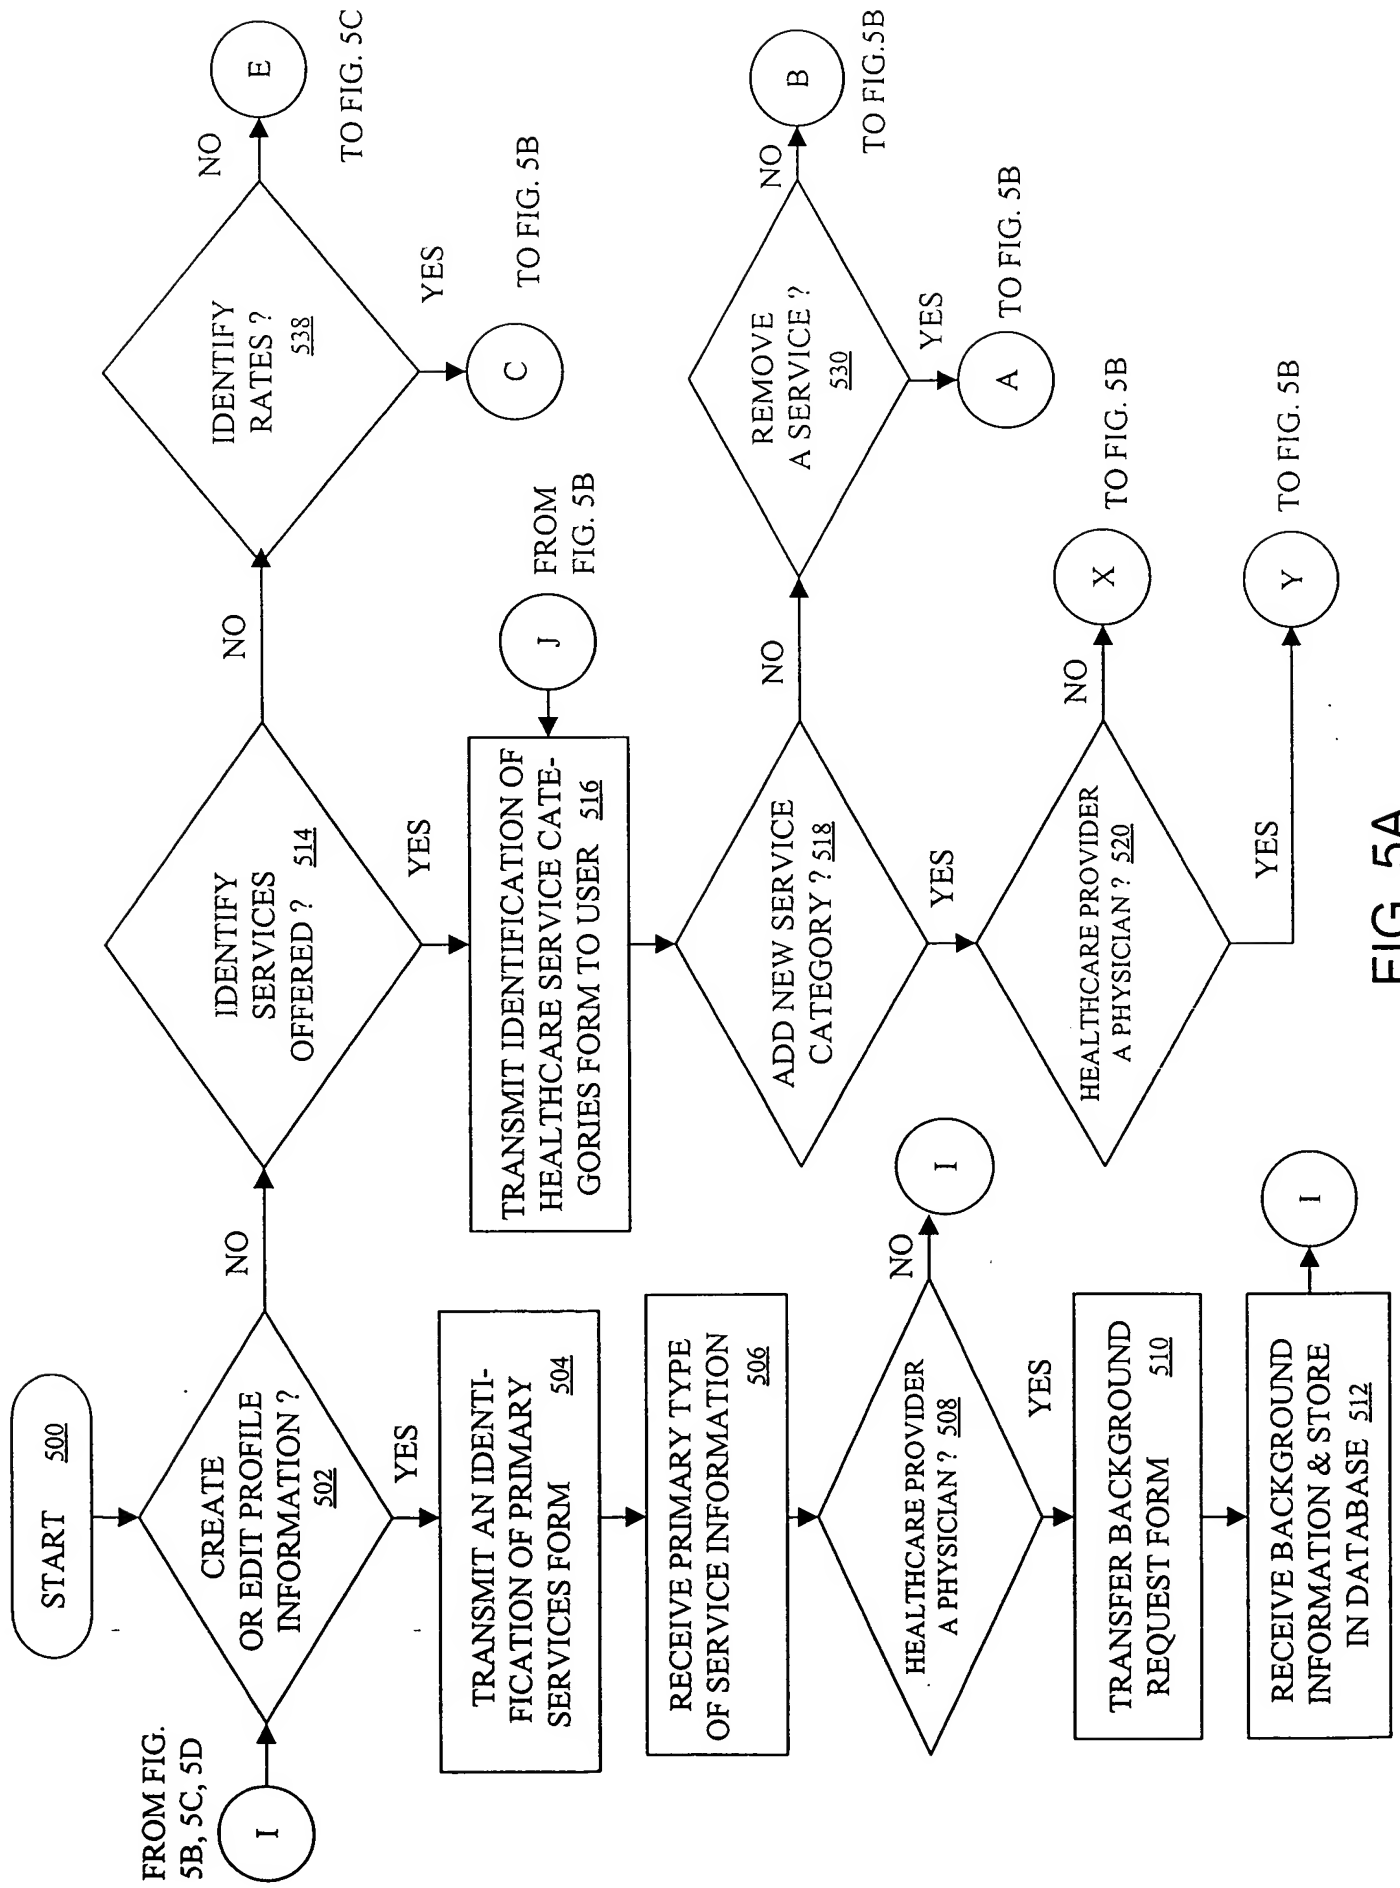 START 500
FROM FIG.
5B, 5C, 5D
I
CREATE
OR EDIT PROFILE
INFORMATION ?
502
NO
YES
TRANSMIT AN IDENTI-
FICATION OF PRIMARY
SERVICES FORM 504
RECEIVE PRIMARY TYPE
OF SERVICE INFORMATION
506
HEALTHCARE PROVIDER
A PHYSICIAN ? 508
NO
I
YES
TRANSFER BACKGROUND
REQUEST FORM 510
RECEIVE BACKGROUND
INFORMATION & STORE
IN DATABASE 512
I
IDENTIFY
SERVICES
OFFERED ? 514
NO
YES
TRANSMIT IDENTIFICATION OF
HEALTHCARE SERVICE CATE-
GORIES FORM TO USER 516
J
FROM
FIG. 5B
ADD NEW SERVICE
CATEGORY ? 518
NO
YES
HEALTHCARE PROVIDER
A PHYSICIAN ? 520
NO
X
TO FIG. 5B
YES
Y
TO FIG. 5B
IDENTIFY
RATES ?
538
NO
E
TO FIG. 5C
YES
C
TO FIG. 5B
REMOVE
A SERVICE ?
530
NO
B
TO FIG.5B
YES
A
TO FIG. 5B
FIG. 5A